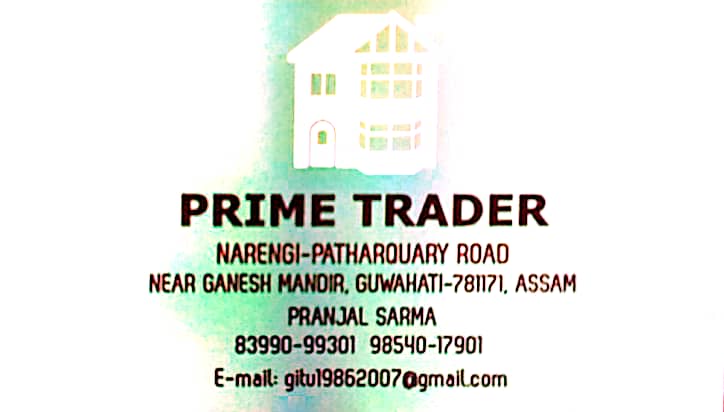 PRIME TRADER
NARENGI-PATHARQUARY ROAD
NEAR GANESH MANDIR, GUWAHATI-781171, ASSAM
PRANJAL SARMA
83990-99301 98540-17901
E-mail: gitu19862007@gmail.com